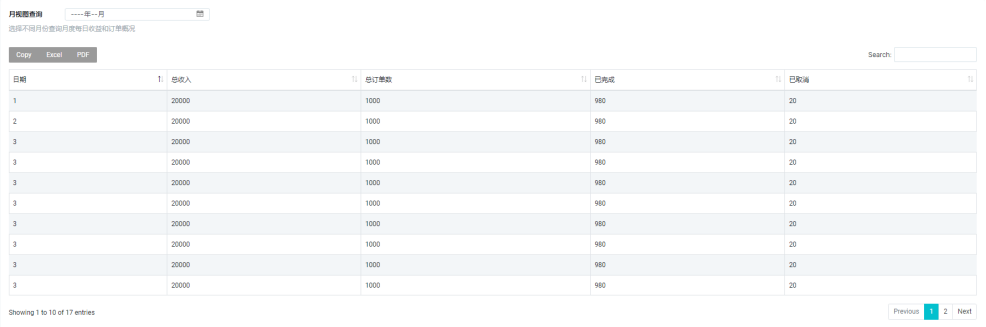 月视图查询 ----年--月
选择不同月份查询月度每日收益和订单概况
Copy Excel PDF Search:
日期 总收入 总订单数 已完成 已取消
1 20000 1000 980 20
2 20000 1000 980 20
3 20000 1000 980 20
3 20000 1000 980 20
3 20000 1000 980 20
3 20000 1000 980 20
3 20000 1000 980 20
3 20000 1000 980 20
3 20000 1000 980 20
3 20000 1000 980 20
Showing 1 to 10 of 17 entries Previous 1 2 Next